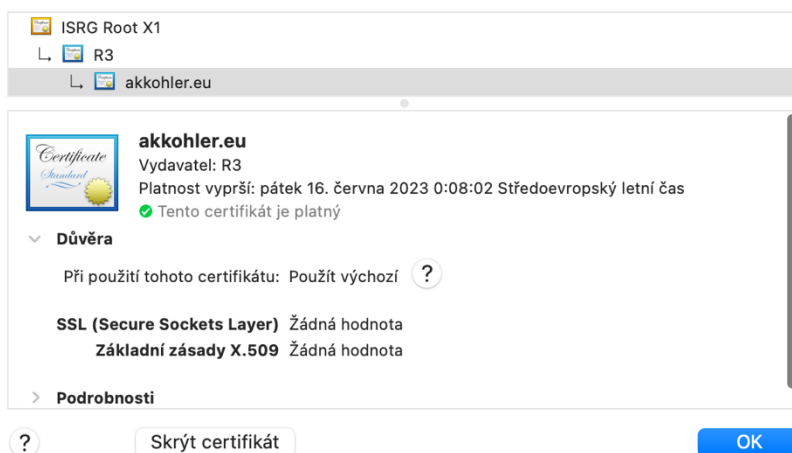 ISRG Root X1
R3
akkohler.eu
Certificate
Standard
akkohler.eu
Vydavatel: R3
Platnost vyprší: pátek 16. června 2023 0:08:02 Středoevropský letní čas
Tento certifikát je platný
Důvěra
Při použití tohoto certifikátu: Použít výchozí ?
SSL (Secure Sockets Layer) Žádná hodnota
Základní zásady X.509 Žádná hodnota
Podrobnosti
? Skrýt certifikát OK